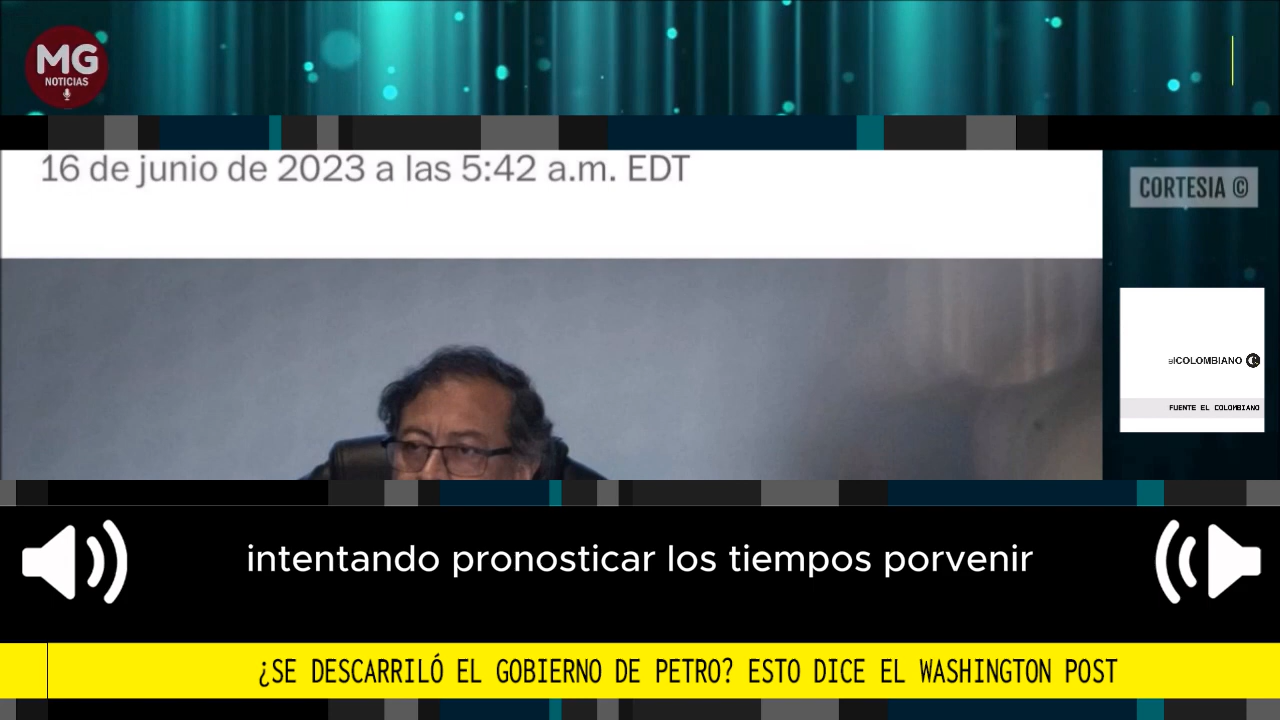 MG
NOTICIAS
16 de junio de 2023 a las 5:42 a.m. EDT
CORTESIA ©
elCOLOMBIANO
FUENTE EL COLOMBIANO
intentando pronosticar los tiempos porvenir
¿SE DESCARRILÓ EL GOBIERNO DE PETRO? ESTO DICE EL WASHINGTON POST